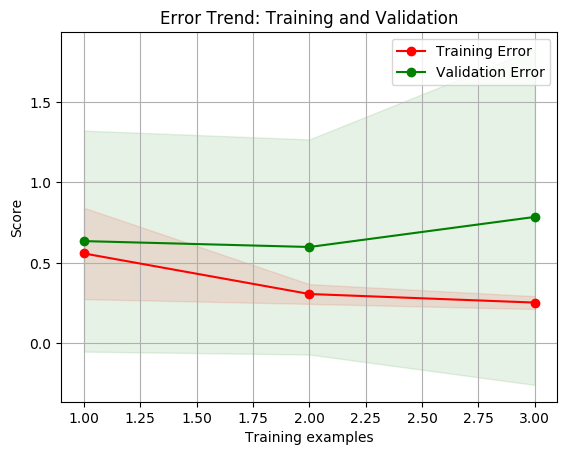 Error Trend: Training and Validation
Training Error
Validation Error
1.5
1.0
0.5
0.0
Score
1.00 1.25 1.50 1.75 2.00 2.25 2.50 2.75 3.00
Training examples